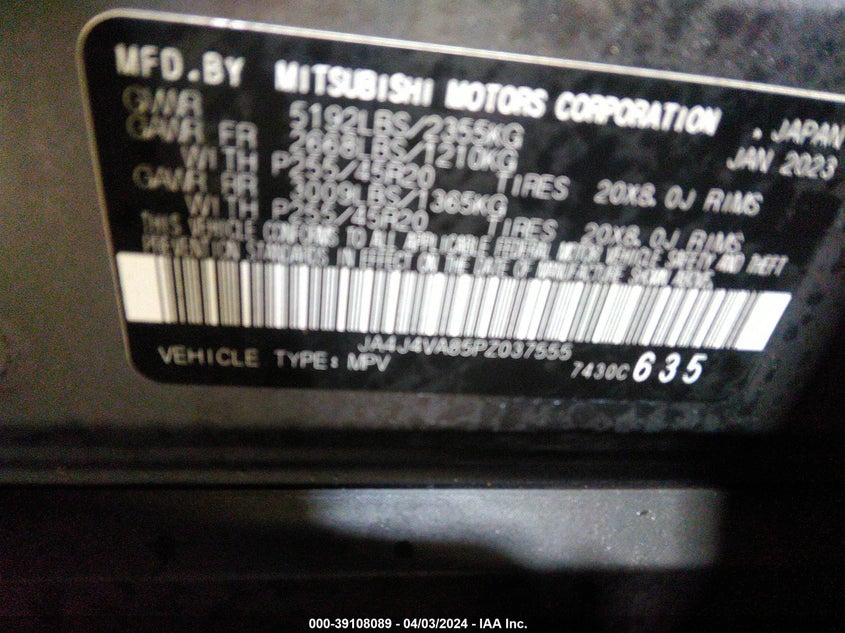 MFD.BY MITSUBISHI MOTORS CORPORATION . JAPAN
GVWR 5192LBS/2355KG JAN 2023
GAWR FR 2668LBS/1210KG
WITH P255/45R20 TIRES 20X8.0J RIMS
GAWR RR 3009LBS/1365KG
WITH P255/45R20 TIRES 20X8.0J RIMS
THIS VEHICLE CONFORMS TO ALL APPLICABLE FEDERAL MOTOR VEHICLE SAFETY AND THEFT
PREVENTION STANDARDS IN EFFECT ON THE DATE OF MANUFACTURE SHOWN ABOVE.
JA4J4VA85PZ037555
VEHICLE TYPE: MPV 7430C 635
000-39108089 - 04/03/2024 - IAA Inc.